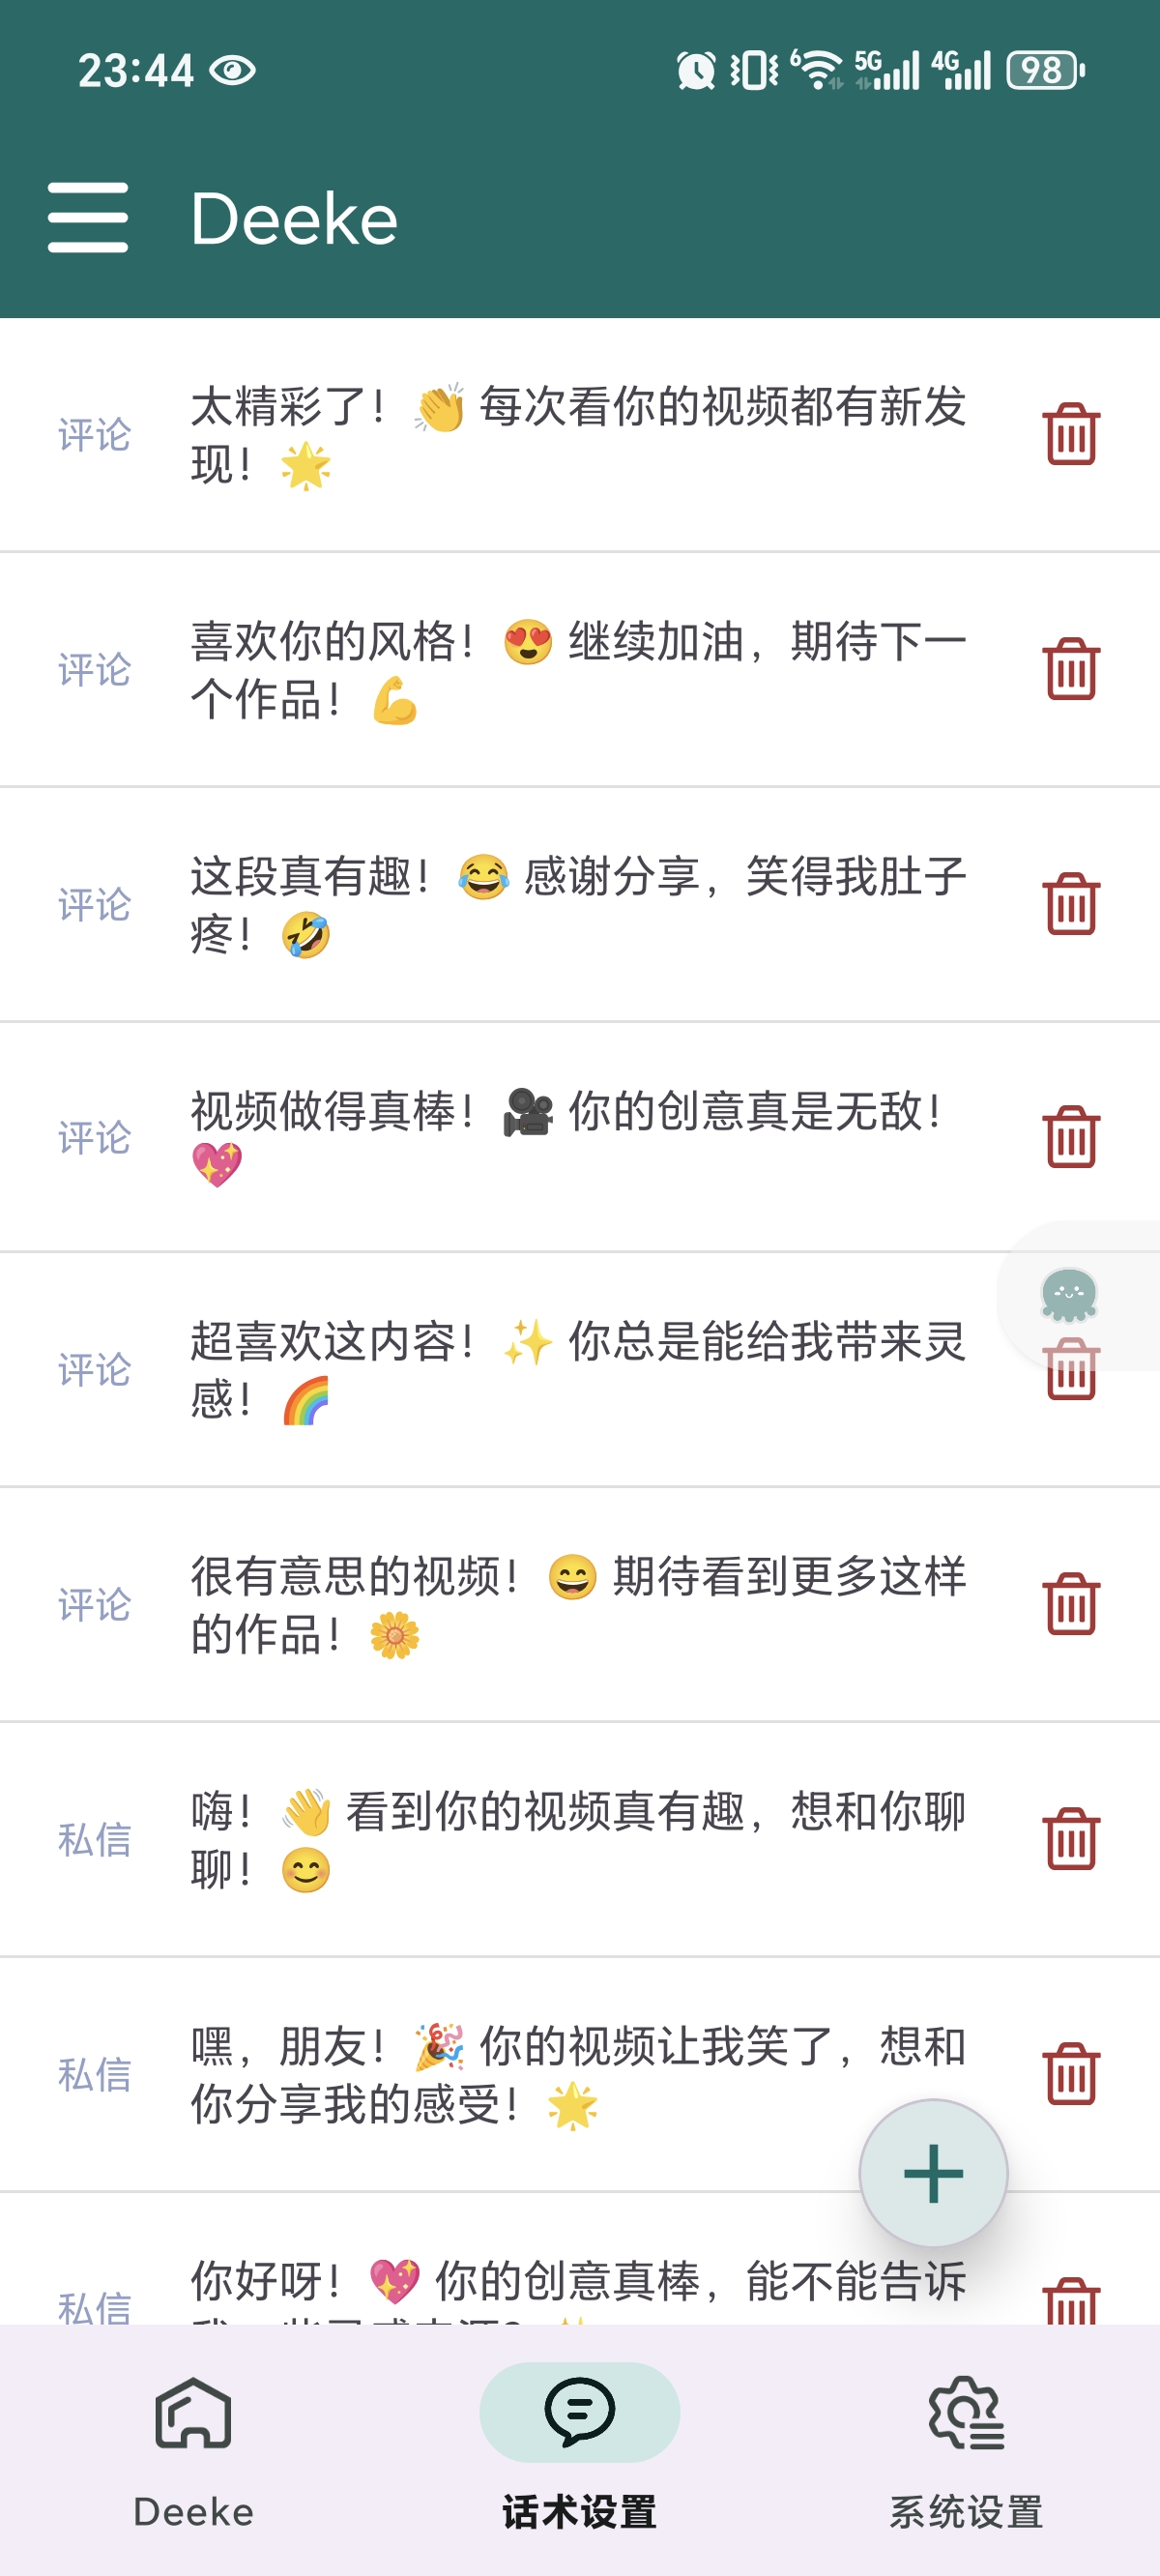 23:44
6 5G 4G 98
Deeke
评论
太精彩了！👏 每次看你的视频都有新发
现！🌟
评论
喜欢你的风格！😍 继续加油，期待下一
个作品！💪
评论
这段真有趣！😂 感谢分享，笑得我肚子
疼！🤣
评论
视频做得真棒！🎥 你的创意真是无敌！
💖
评论
超喜欢这内容！✨ 你总是能给我带来灵
感！🌈
评论
很有意思的视频！😄 期待看到更多这样
的作品！🌼
私信
嗨！👋 看到你的视频真有趣，想和你聊
聊！😊
私信
嘿，朋友！🎉 你的视频让我笑了，想和
你分享我的感受！🌟
私信
你好呀！💖 你的创意真棒，能不能告诉
Deeke
话术设置
系统设置